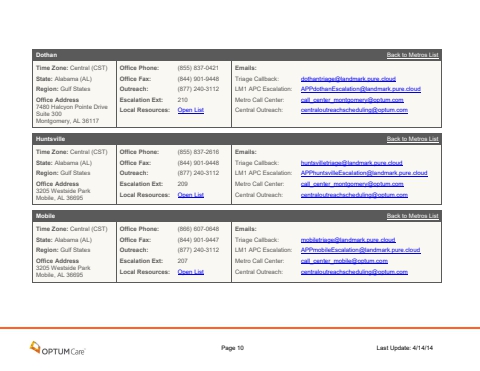 Dothan Back to Metros List
Time Zone: Central (CST) Office Phone: (855) 837-0421 Emails:
State: Alabama (AL) Office Fax: (844) 901-9448 Triage Callback: dothantriage@landmark.pure.cloud
Region: Gulf States Outreach: (877) 240-3112 LM1 APC Escalation: APPdothanEscalation@landmark.pure.cloud
Office Address Escalation Ext: 210 Metro Call Center: call_center_montgomery@optum.com
7480 Halcyon Pointe Drive Local Resources: Open List Central Outreach: centraloutreachscheduling@optum.com
Suite 300
Montgomery, AL 36117
Huntsville Back to Metros List
Time Zone: Central (CST) Office Phone: (855) 837-2616 Emails:
State: Alabama (AL) Office Fax: (844) 901-9448 Triage Callback: huntsvilletriage@landmark.pure.cloud
Region: Gulf States Outreach: (877) 240-3112 LM1 APC Escalation: APPhuntsvilleEscalation@landmark.pure.cloud
Office Address Escalation Ext: 209 Metro Call Center: call_center_montgomery@optum.com
3205 Westside Park Local Resources: Open List Central Outreach: centraloutreachscheduling@optum.com
Mobile, AL 36695
Mobile Back to Metros List
Time Zone: Central (CST) Office Phone: (866) 607-0648 Emails:
State: Alabama (AL) Office Fax: (844) 901-9447 Triage Callback: mobiletriage@landmark.pure.cloud
Region: Gulf States Outreach: (877) 240-3112 LM1 APC Escalation: APPmobileEscalation@landmark.pure.cloud
Office Address Escalation Ext: 207 Metro Call Center: call_center_mobile@optum.com
3205 Westside Park Local Resources: Open List Central Outreach: centraloutreachscheduling@optum.com
Mobile, AL 36695
OPTUMCare Page 10 Last Update: 4/14/14